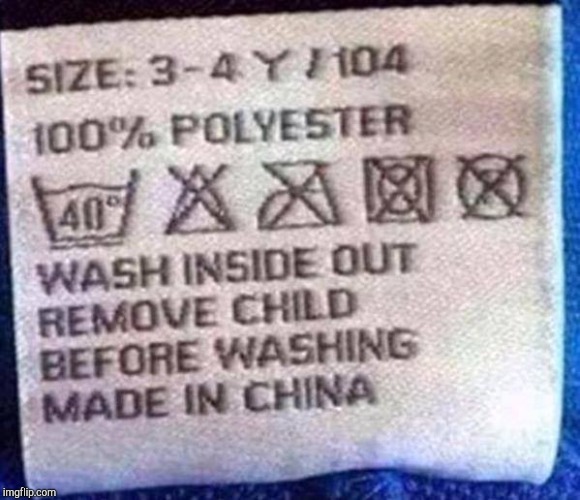 SIZE: 3-4 Y / 104
100% POLYESTER
40°
WASH INSIDE OUT
REMOVE CHILD
BEFORE WASHING
MADE IN CHINA
imgflip.com